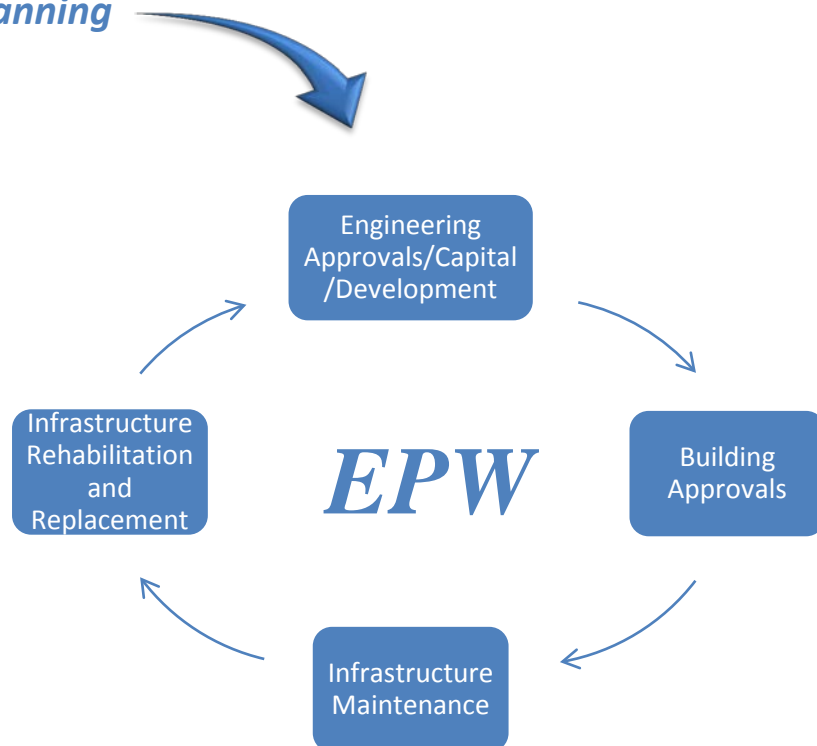 anning
Engineering
Approvals/Capital
/Development
Infrastructure
Rehabilitation
and
Replacement
EPW
Building
Approvals
Infrastructure
Maintenance